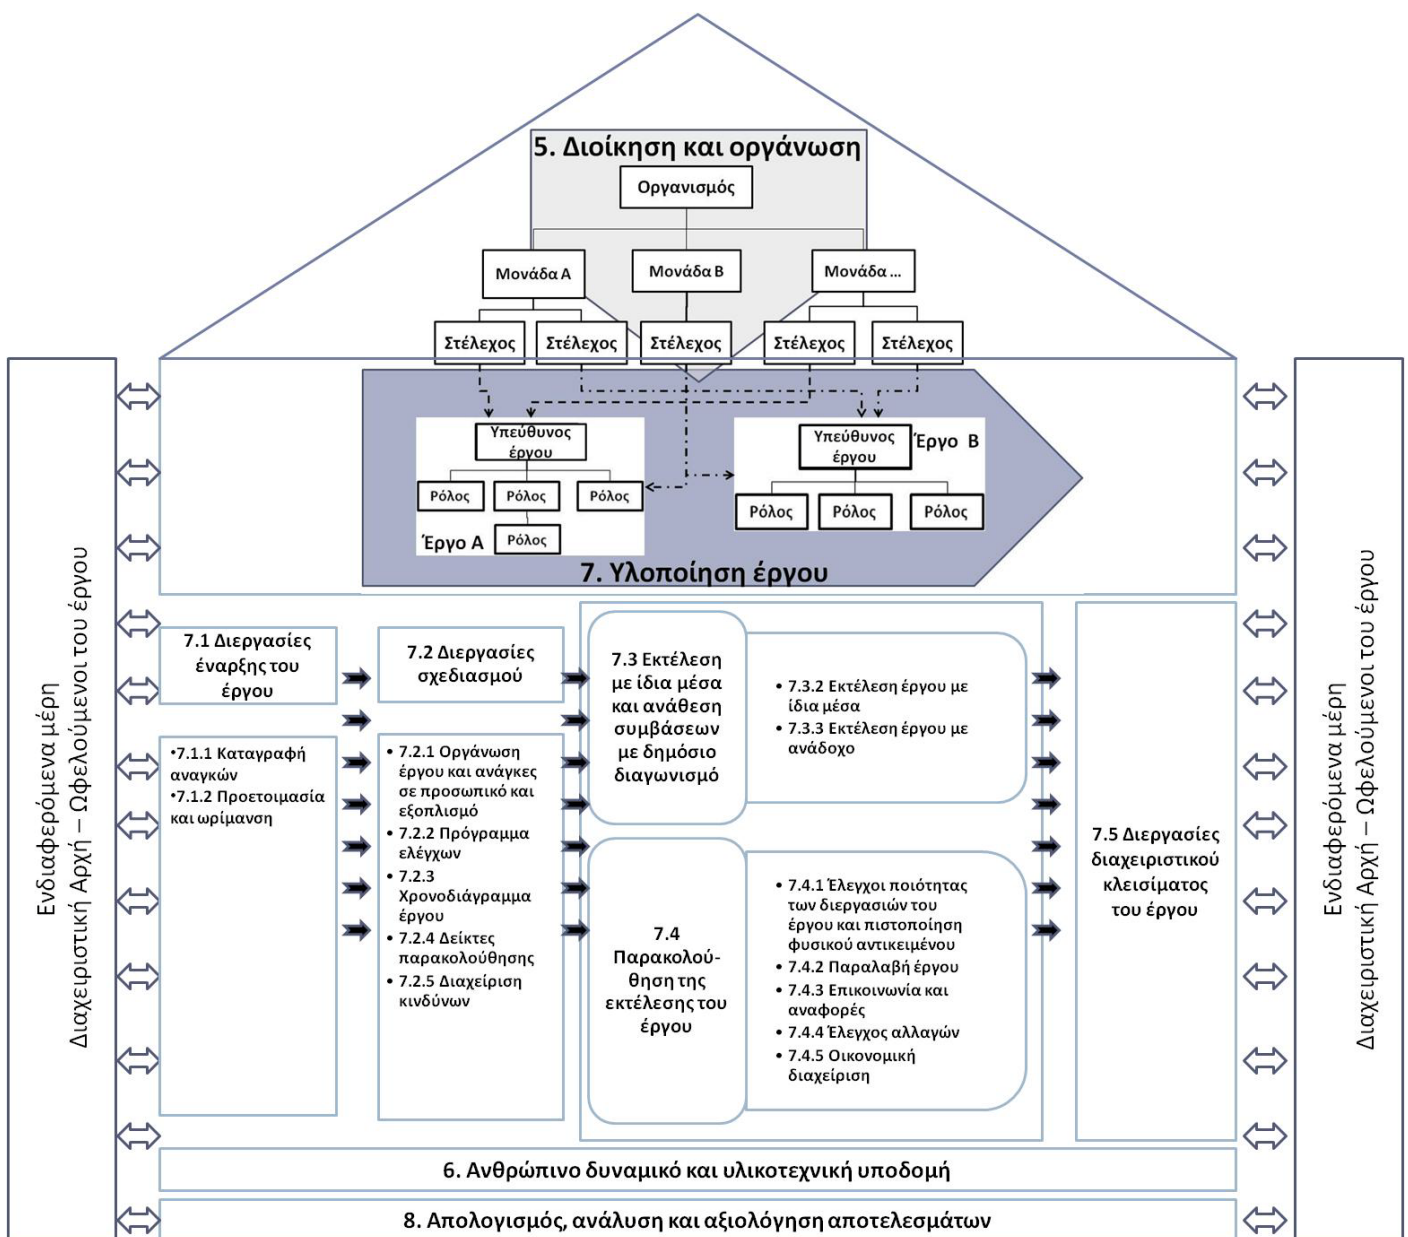 5. Διοίκηση και οργάνωση
Οργανισμός
Μονάδα Α
Μονάδα Β
Μονάδα ...
Στέλεχος
Στέλεχος
Στέλεχος
Στέλεχος
Στέλεχος
Υπεύθυνος
έργου
Ρόλος
Ρόλος
Ρόλος
Ρόλος
Έργο Α
Υπεύθυνος
έργου
Έργο Β
Ρόλος
Ρόλος
Ρόλος
7. Υλοποίηση έργου
Ενδιαφερόμενα μέρη
Διαχειριστική Αρχή – Ωφελούμενοι του έργου
7.1 Διεργασίες
έναρξης του
έργου
•7.1.1 Καταγραφή
αναγκών
•7.1.2 Προετοιμασία
και ωρίμανση
7.2 Διεργασίες
σχεδιασμού
• 7.2.1 Οργάνωση
έργου και ανάγκες
σε προσωπικό και
εξοπλισμό
• 7.2.2 Πρόγραμμα
ελέγχων
• 7.2.3
Χρονοδιάγραμμα
έργου
• 7.2.4 Δείκτες
παρακολούθησης
• 7.2.5 Διαχείριση
κινδύνων
7.3 Εκτέλεση
με ίδια μέσα
και ανάθεση
συμβάσεων
με δημόσιο
διαγωνισμό
• 7.3.2 Εκτέλεση έργου με
ίδια μέσα
• 7.3.3 Εκτέλεση έργου με
ανάδοχο
7.4
Παρακολού-
θηση της
εκτέλεσης του
έργου
• 7.4.1 Έλεγχοι ποιότητας
των διεργασιών του
έργου και πιστοποίηση
φυσικού αντικειμένου
• 7.4.2 Παραλαβή έργου
• 7.4.3 Επικοινωνία και
αναφορές
• 7.4.4 Έλεγχος αλλαγών
• 7.4.5 Οικονομική
διαχείριση
7.5 Διεργασίες
διαχειριστικού
κλεισίματος
του έργου
Ενδιαφερόμενα μέρη
Διαχειριστική Αρχή – Ωφελούμενοι του έργου
6. Ανθρώπινο δυναμικό και υλικοτεχνική υποδομή
8. Απολογισμός, ανάλυση και αξιολόγηση αποτελεσμάτων